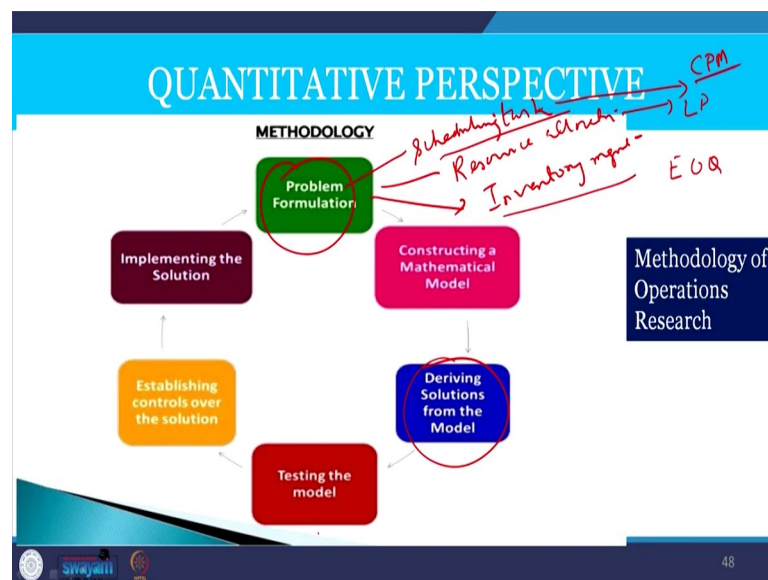 QUANTITATIVE PERSPECTIVE
METHODOLOGY
Problem
Formulation
Scheduling task
CPM
Resource allocatn.
LP
Inventory mgmt
EOQ
Constructing a
Mathematical
Model
Deriving
Solutions
from the
Model
Testing the
model
Establishing
controls over
the solution
Implementing the
Solution
Methodology of
Operations
Research
swayam
48